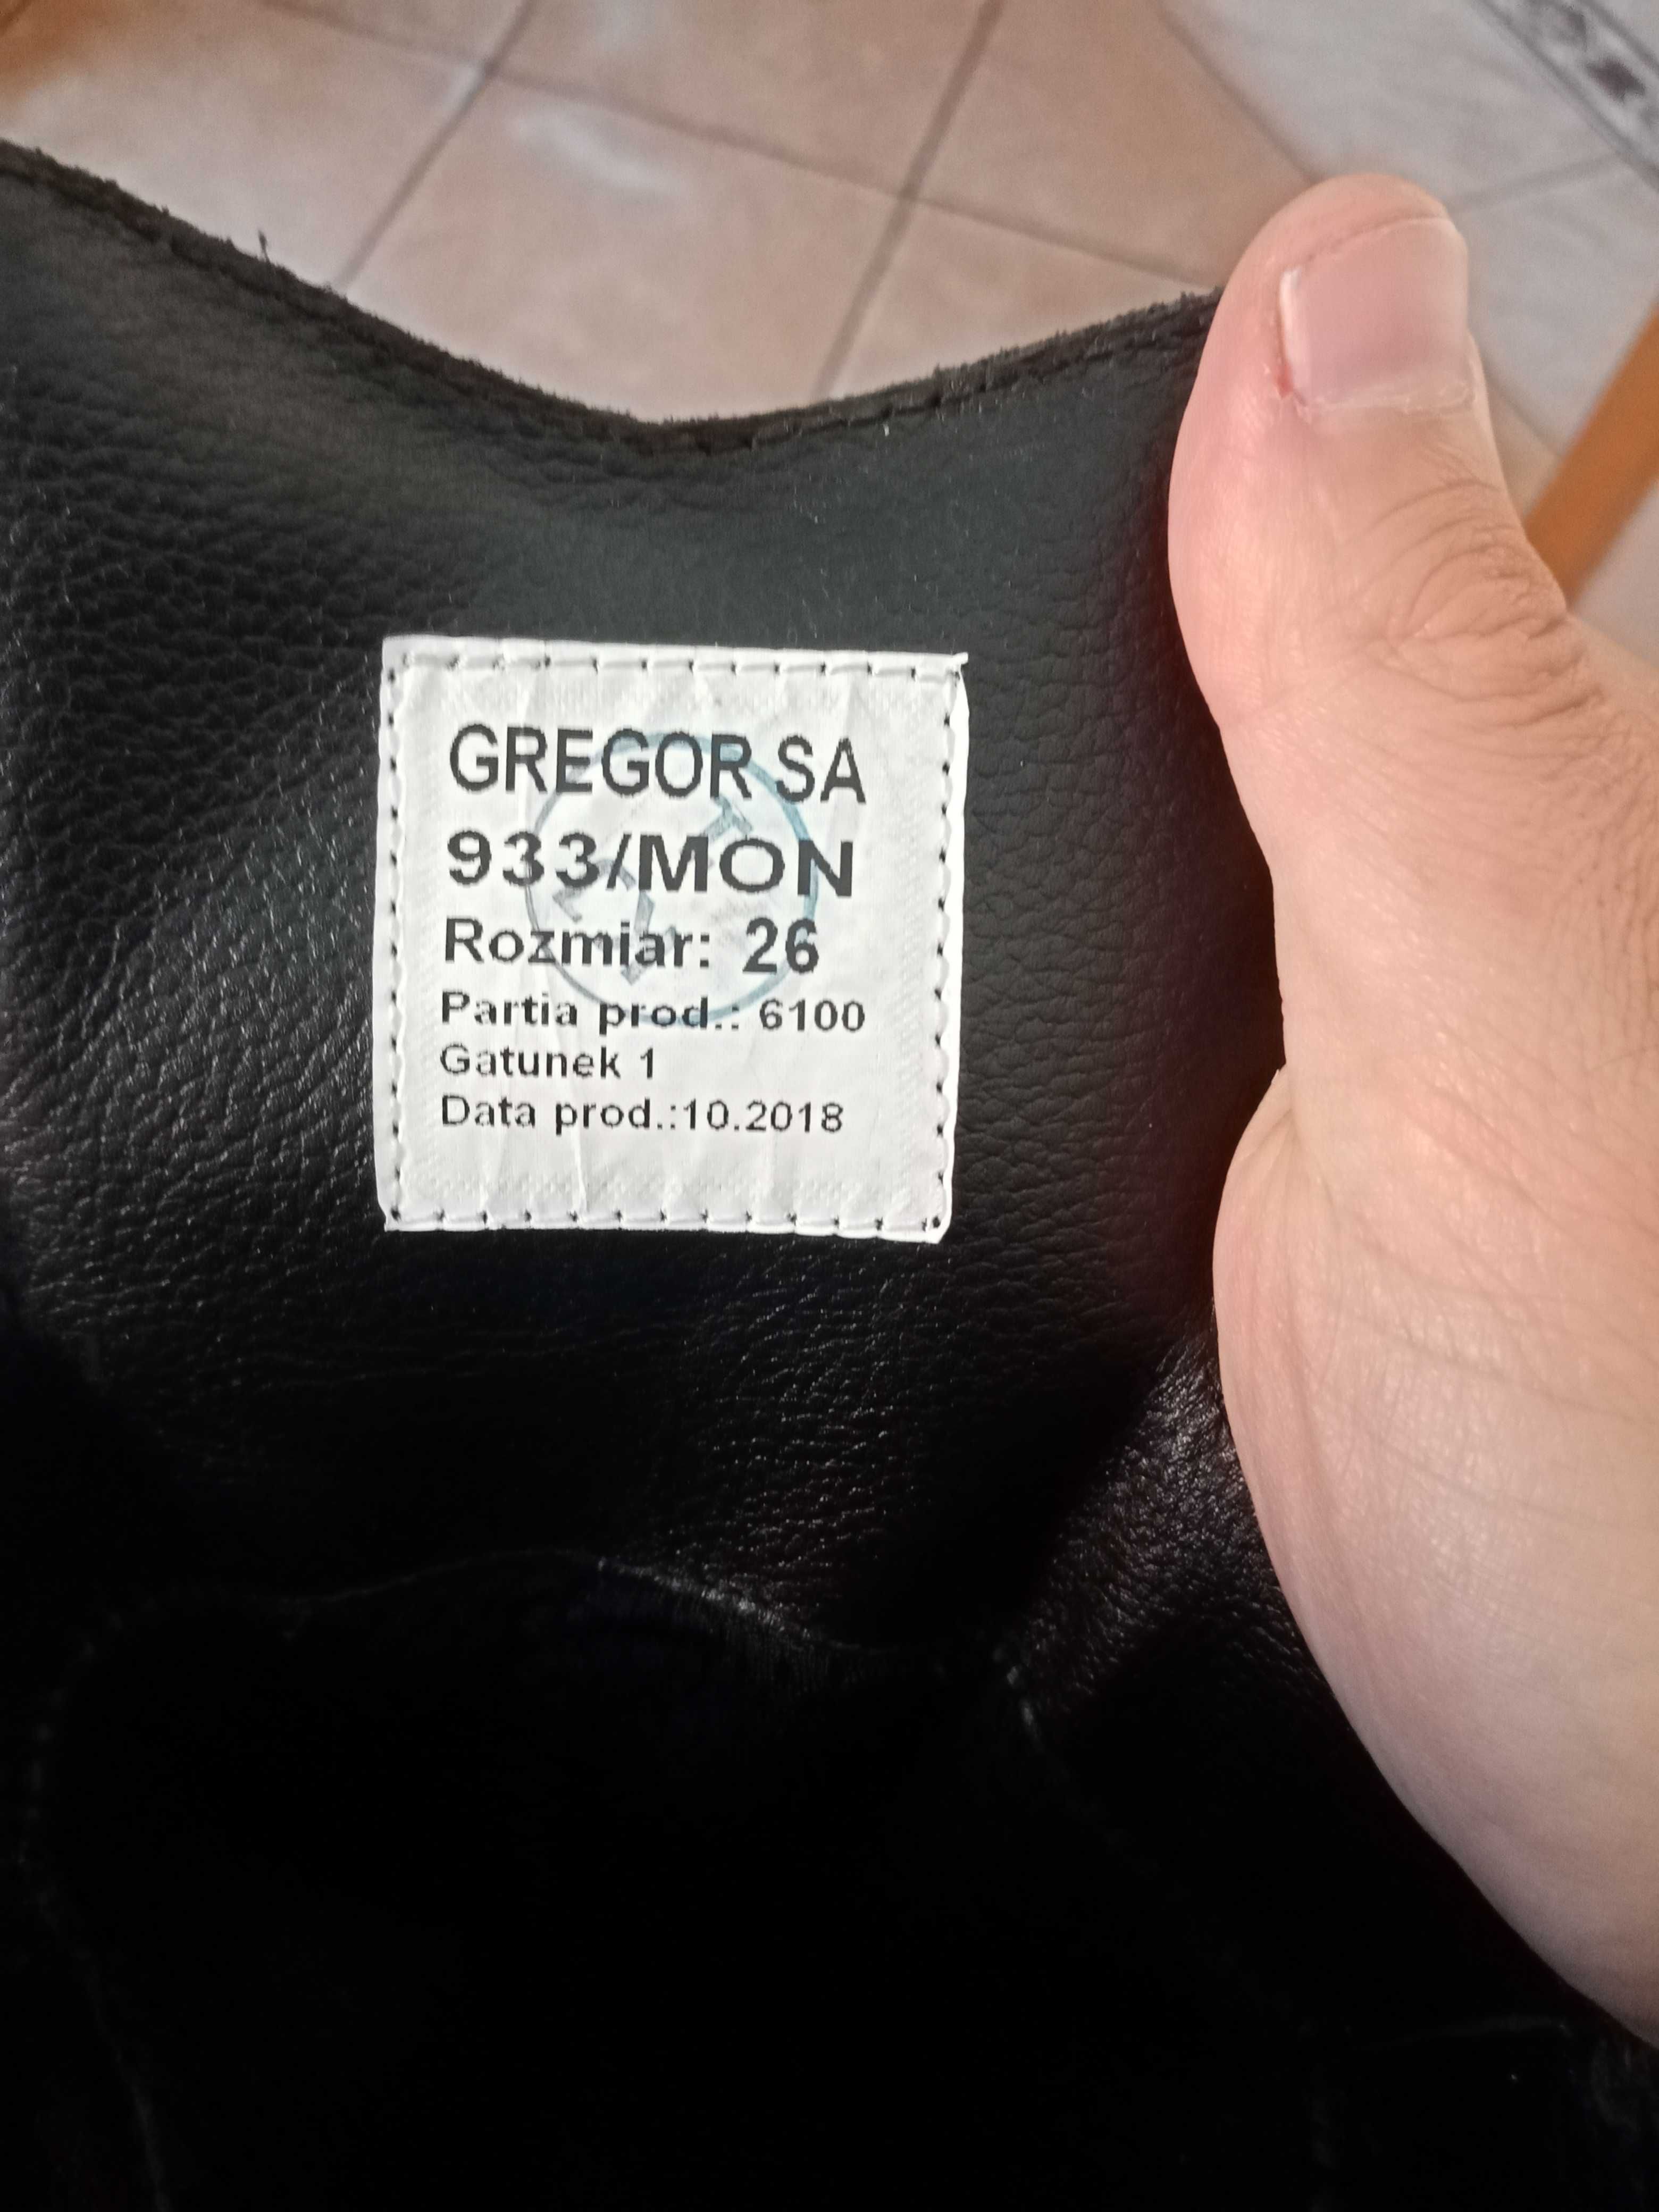 GREGOR SA
933/MON
Rozmiar: 26
Partia prod.: 6100
Gatunek 1
Data prod.:10.2018